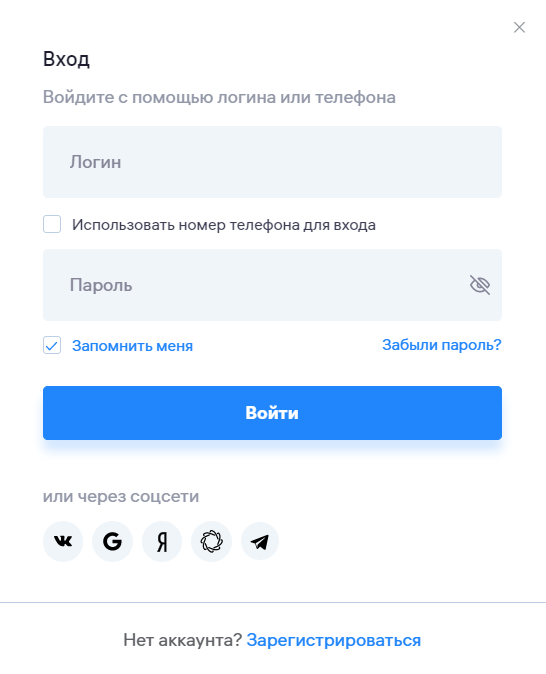 Вход
Войдите с помощью логина или телефона
Логин
Использовать номер телефона для входа
Пароль
Запомнить меня
Забыли пароль?
Войти
или через соцсети
Нет аккаунта? Зарегистрироваться